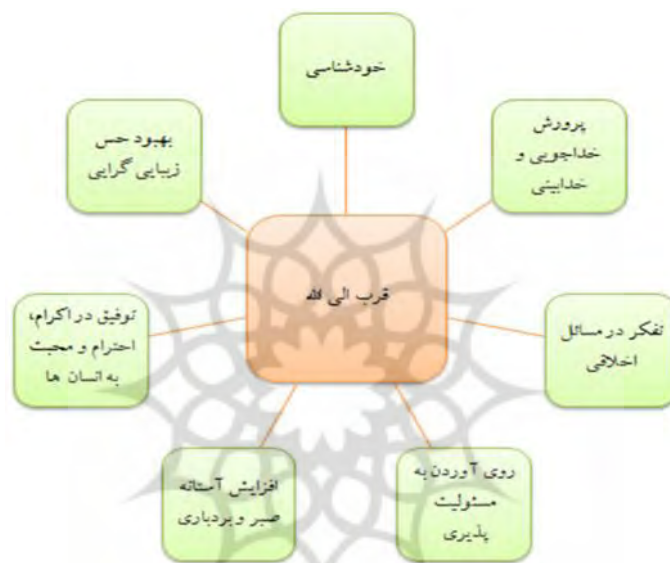 خودشناسی
پرورش
خداجویی و
خدابینی
تفکر در مسائل
اخلاقی
روی آوردن به
مسئولیت
پذیری
افزایش آستانه
صبر و بردباری
توفیق در اکرام،
احترام و محبت
به انسان ها
بهبود حس
زیبایی گرایی
قرب الی الله